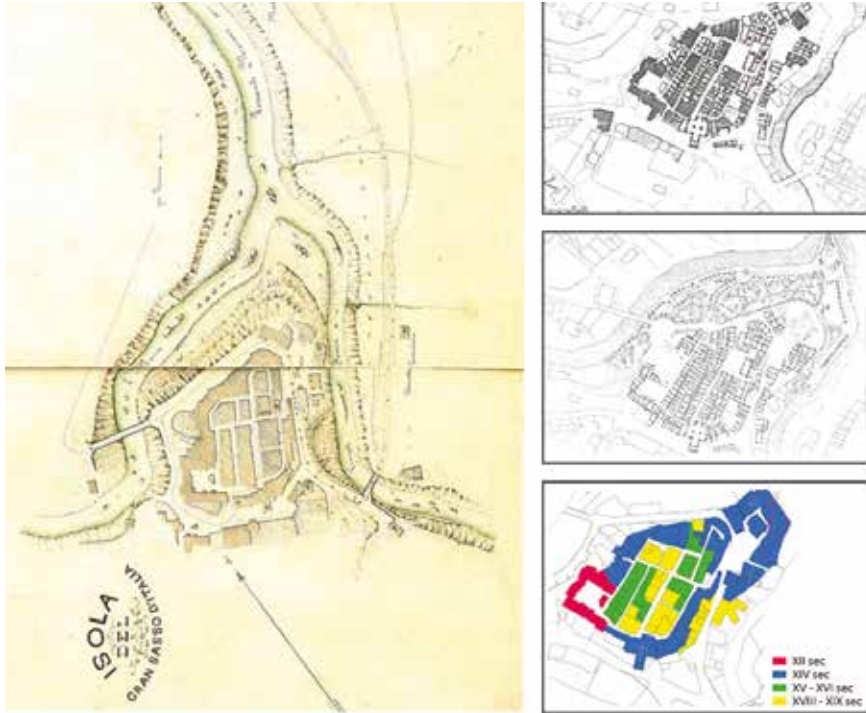 ISOLA
DEL
GRAN SASSO D'ITALIA
XII sec
XIV sec
XV - XVI sec
XVIII - XIX sec